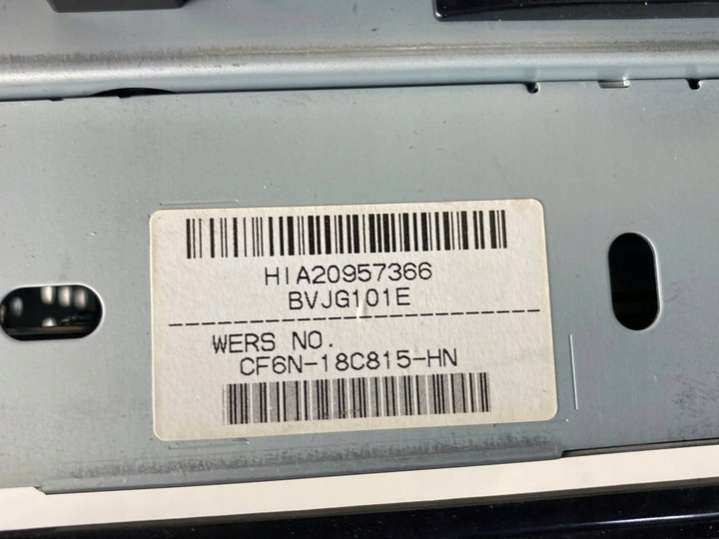 HIA20957366
BVJG101E
WERS NO.
CF6N-18C815-HN